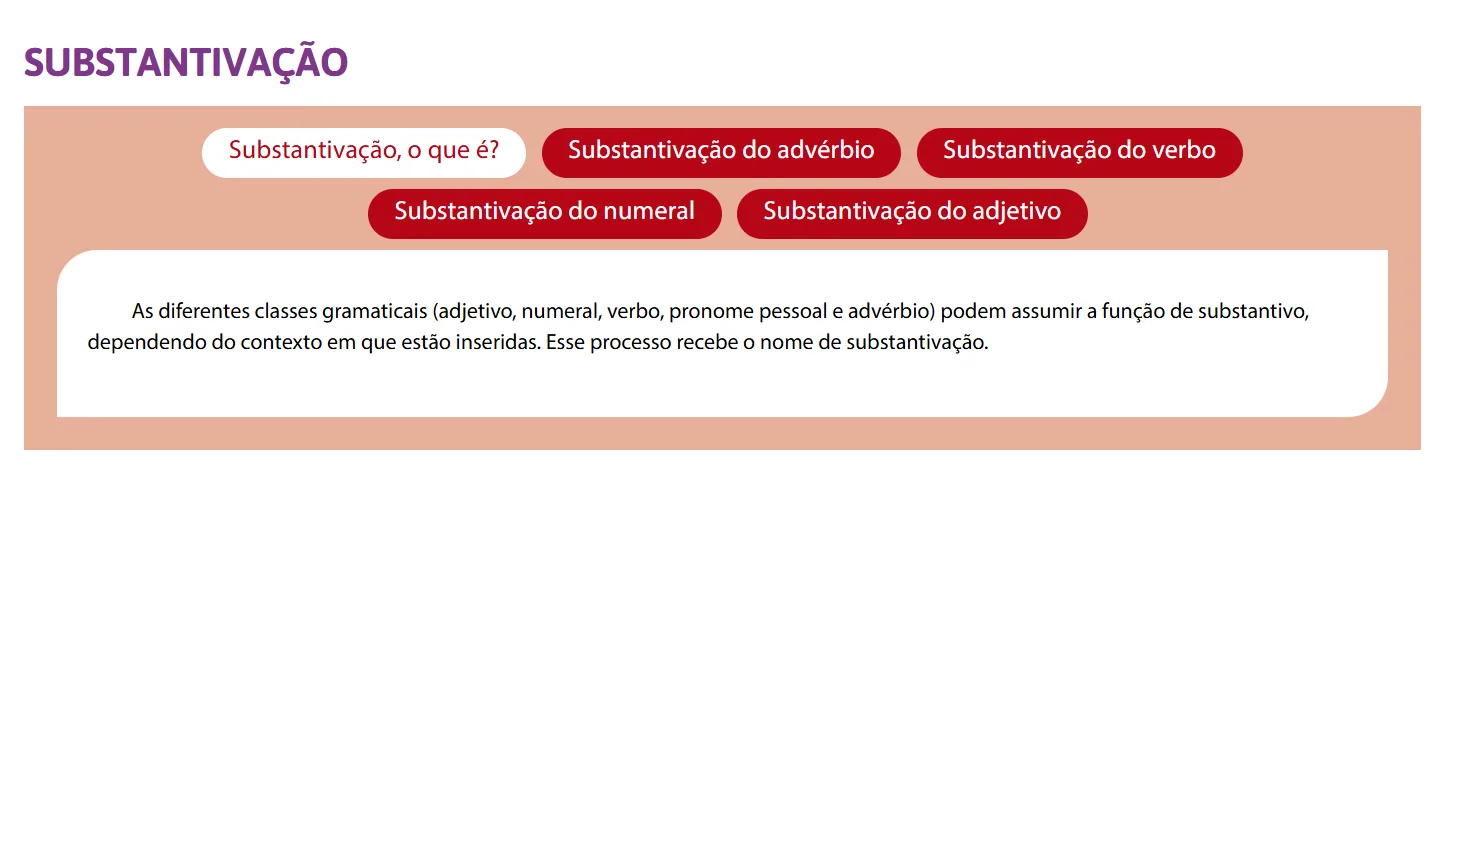 SUBSTANTIVAÇÃO
Substantivação, o que é?
Substantivação do advérbio
Substantivação do verbo
Substantivação do numeral
Substantivação do adjetivo
As diferentes classes gramaticais (adjetivo, numeral, verbo, pronome pessoal e advérbio) podem assumir a função de substantivo,
dependendo do contexto em que estão inseridas. Esse processo recebe o nome de substantivação.